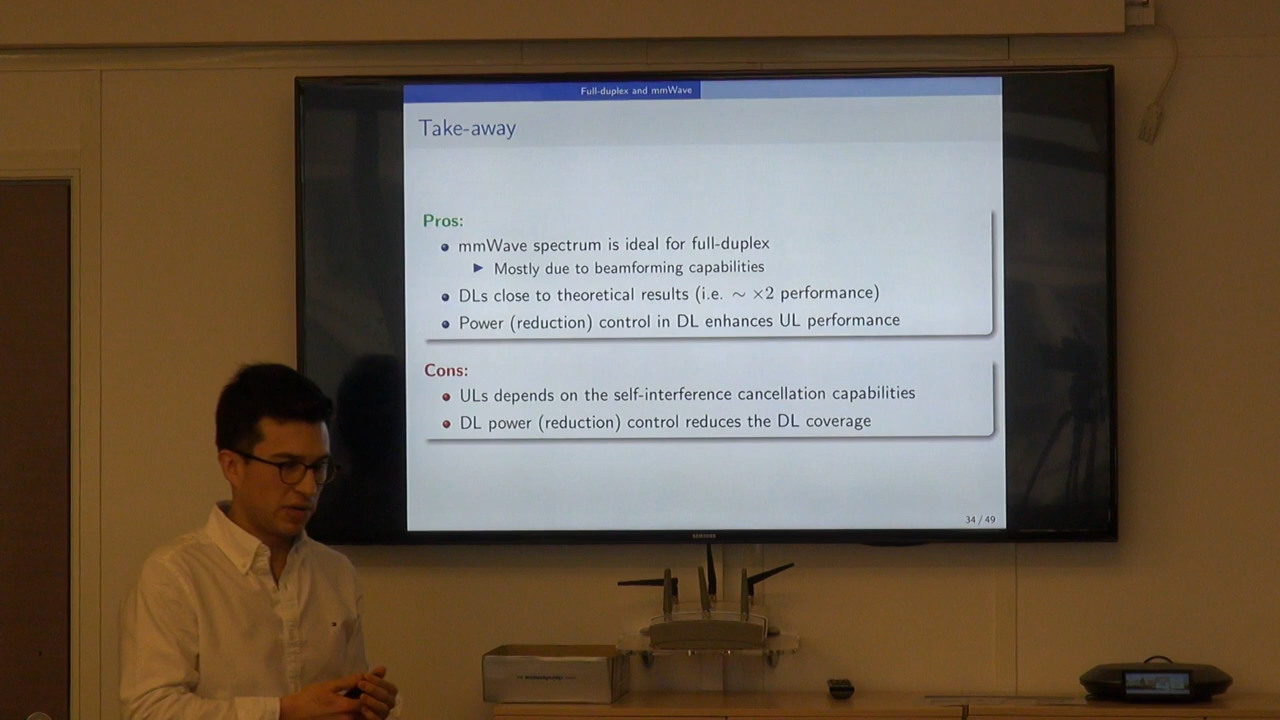 Full-duplex and mmWave
Take-away
Pros:
mmWave spectrum is ideal for full-duplex
Mostly due to beamforming capabilities
DLs close to theoretical results (i.e. ∼ ×2 performance)
Power (reduction) control in DL enhances UL performance
Cons:
ULs depends on the self-interference cancellation capabilities
DL power (reduction) control reduces the DL coverage
34 / 49
SAMSUNG